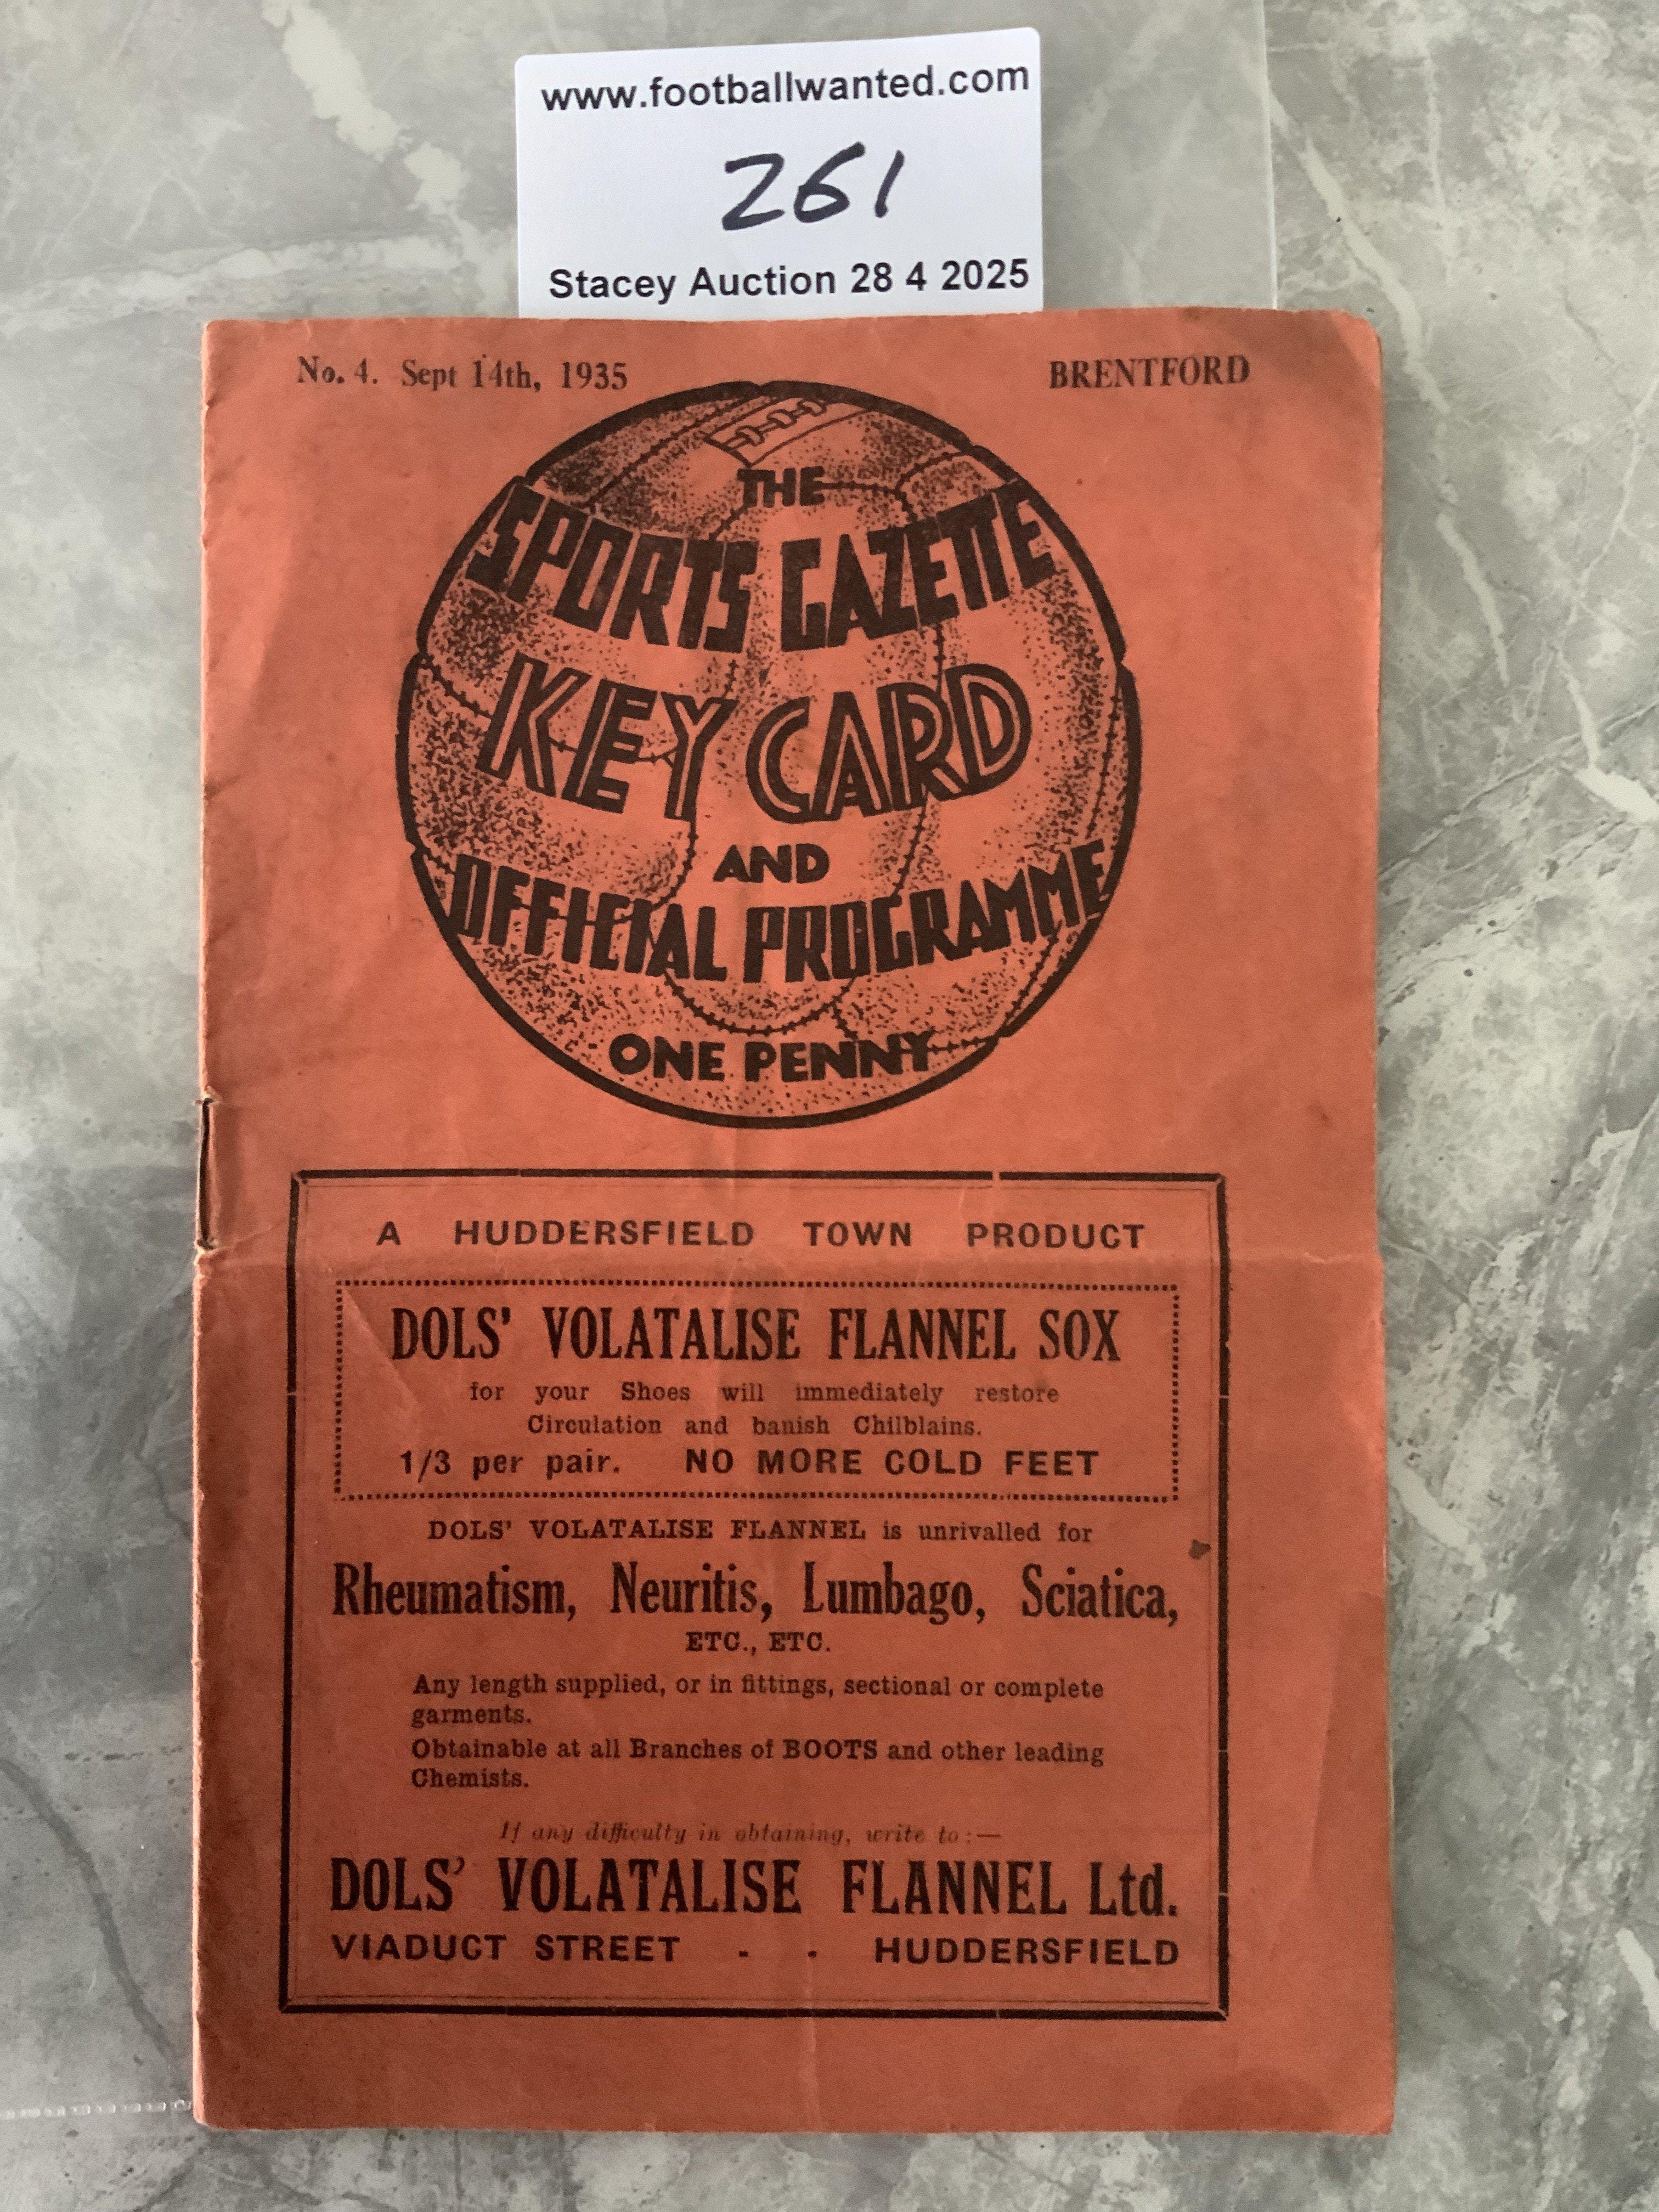 www.footballwanted.com
261
Stacey Auction 28 4 2025
No. 4. Sept 14th, 1935 BRENTFORD
THE
SPORTS GAZETTE
KEY CARD
AND
OFFICIAL PROGRAMME
ONE PENNY
A HUDDERSFIELD TOWN PRODUCT
DOLS' VOLATALISE FLANNEL SOX
for your Shoes will immediately restore
Circulation and banish Chilblains.
1/3 per pair. NO MORE COLD FEET
DOLS' VOLATALISE FLANNEL is unrivalled for
Rheumatism, Neuritis, Lumbago, Sciatica,
ETC., ETC.
Any length supplied, or in fittings, sectional or complete
garments.
Obtainable at all Branches of BOOTS and other leading
Chemists.
If any difficulty in obtaining, write to:—
DOLS' VOLATALISE FLANNEL Ltd.
VIADUCT STREET - - HUDDERSFIELD